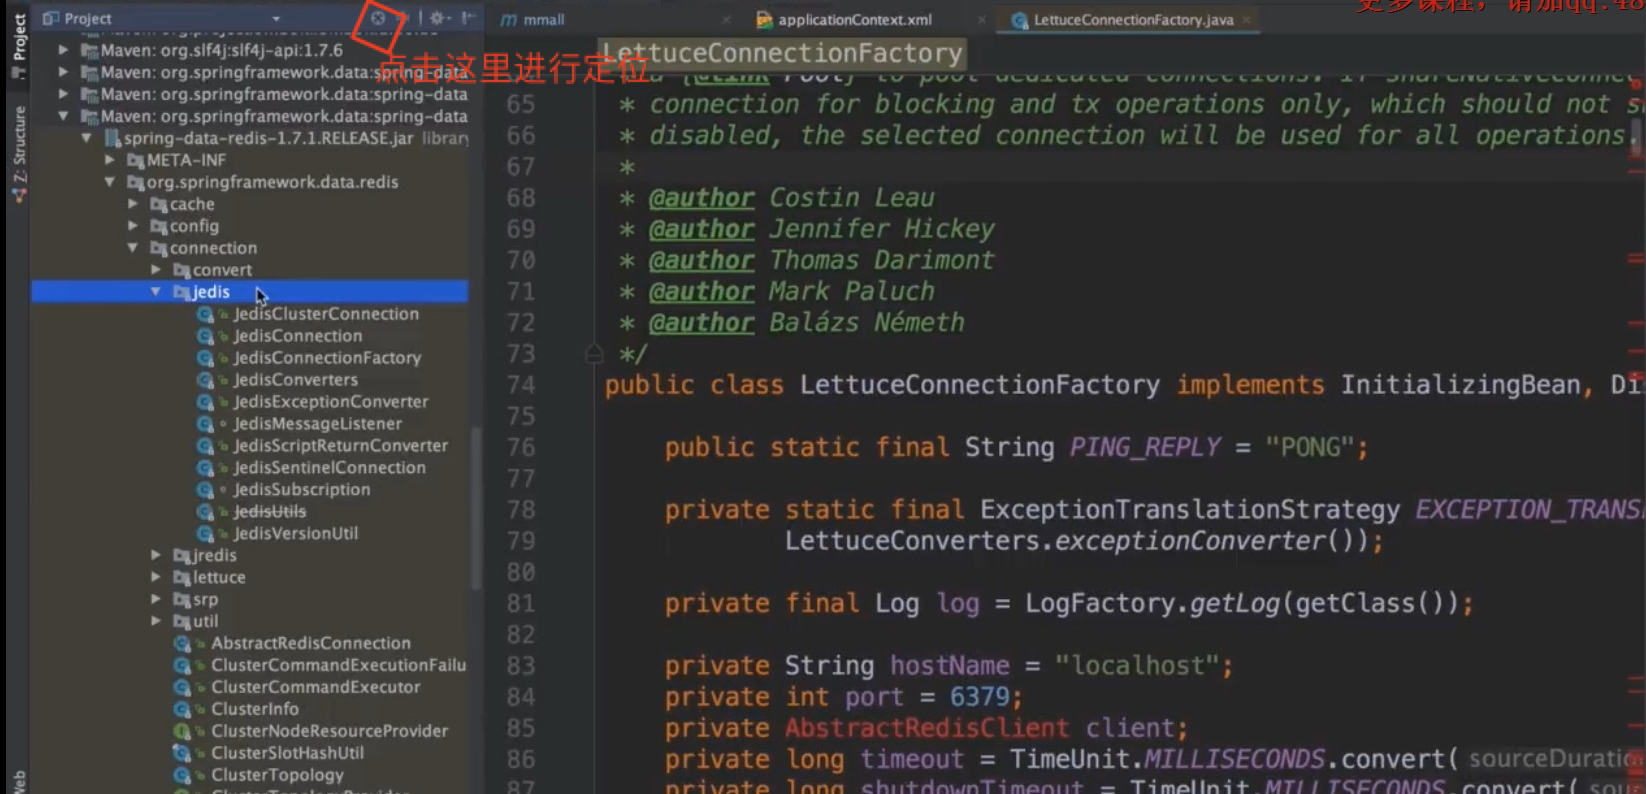 Project
mmall
applicationContext.xml
LettuceConnectionFactory.java
更多课程，请加qq:48
点击这里进行定位
Project
Z: Structure
Web
Maven: org.slf4j:slf4j-api:1.7.6
Maven: org.springframework.data:spring-data
Maven: org.springframework.data:spring-data
Maven: org.springframework.data:spring-data
spring-data-redis-1.7.1.RELEASE.jar library
META-INF
org.springframework.data.redis
cache
config
connection
convert
jedis
JedisClusterConnection
JedisConnection
JedisConnectionFactory
JedisConverters
JedisExceptionConverter
JedisMessageListener
JedisScriptReturnConverter
JedisSentinelConnection
JedisSubscription
JedisUtils
JedisVersionUtil
jredis
lettuce
srp
util
AbstractRedisConnection
ClusterCommandExecutionFailu
ClusterCommandExecutor
ClusterInfo
ClusterNodeResourceProvider
ClusterSlotHashUtil
ClusterTopology
LettuceConnectionFactory
65 * connection for blocking and tx operations only, which should not s
66 * disabled, the selected connection will be used for all operations.
67 *
68 * @author Costin Leau
69 * @author Jennifer Hickey
70 * @author Thomas Darimont
71 * @author Mark Paluch
72 * @author Balázs Németh
73 */
74 public class LettuceConnectionFactory implements InitializingBean, Di
75
76 public static final String PING_REPLY = "PONG";
77
78 private static final ExceptionTranslationStrategy EXCEPTION_TRANS
79 LettuceConverters.exceptionConverter());
80
81 private final Log log = LogFactory.getLog(getClass());
82
83 private String hostName = "localhost";
84 private int port = 6379;
85 private AbstractRedisClient client;
86 private long timeout = TimeUnit.MILLISECONDS.convert( sourceDuratio
87 private long shutdownTimeout = TimeUnit.MILLISECONDS.convert( sou